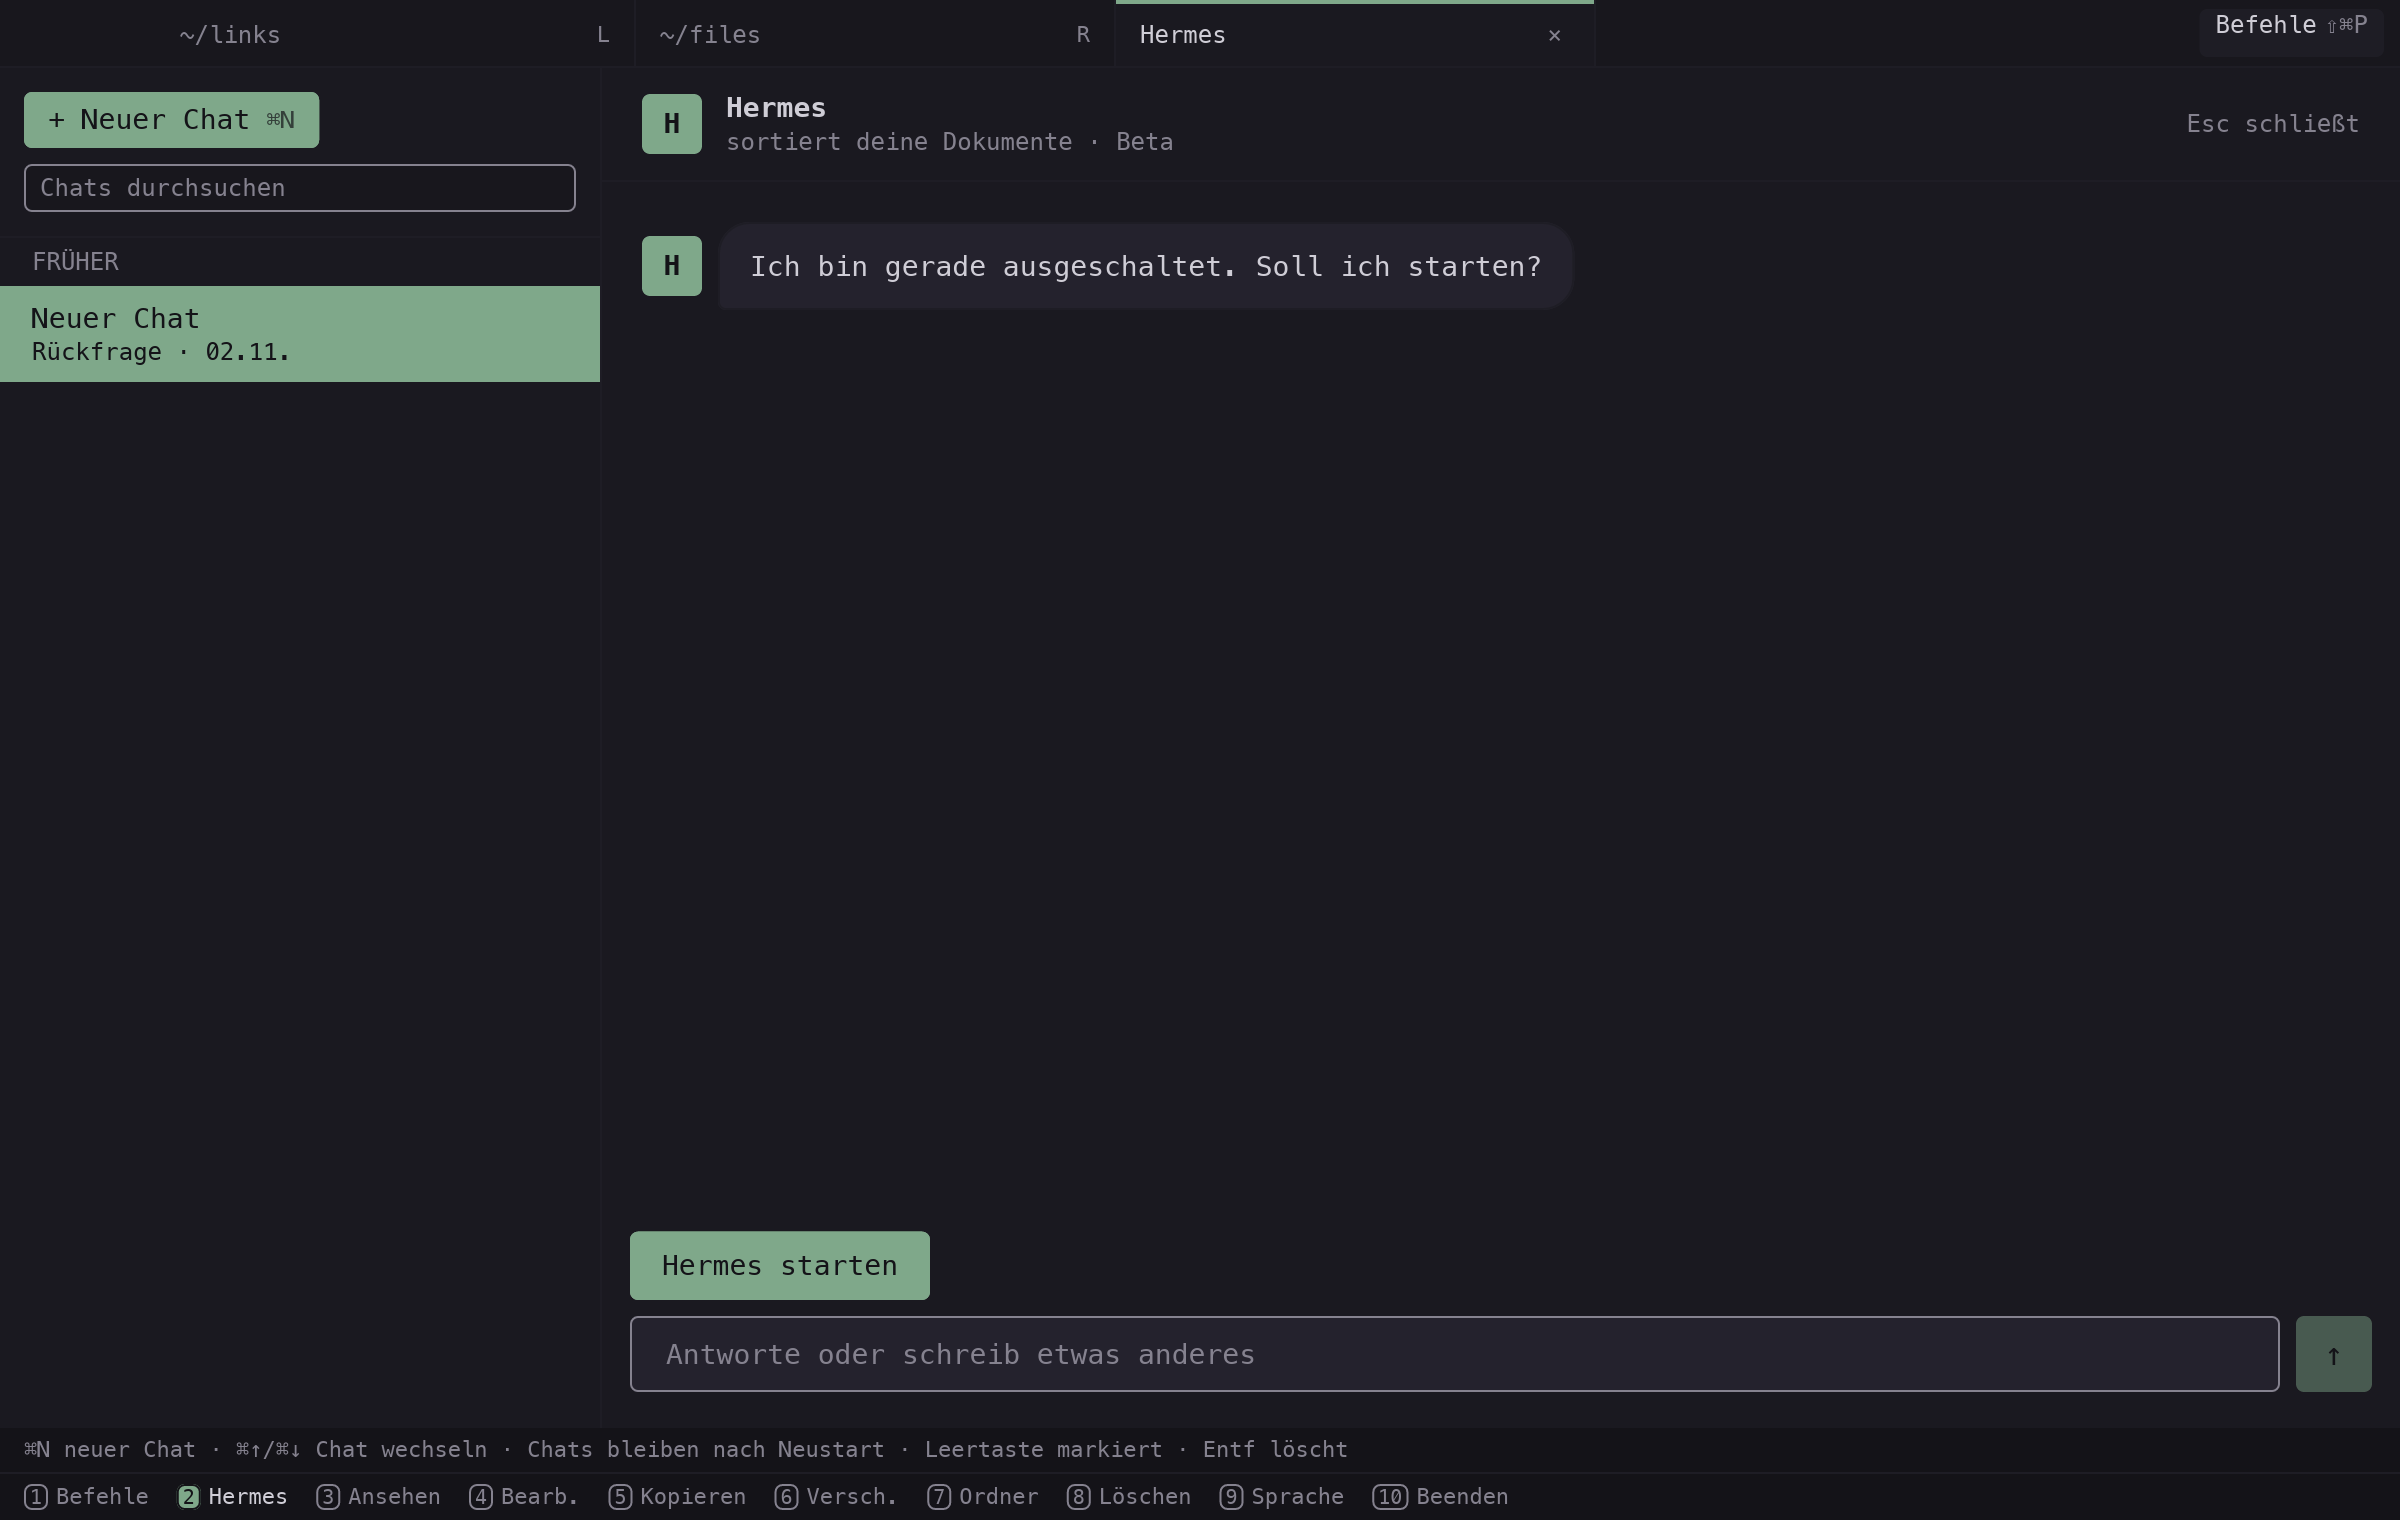 ~/links L ~/files R Hermes × Befehle ⇧⌘P
+ Neuer Chat ⌘N
Chats durchsuchen
FRÜHER
Neuer Chat
Rückfrage · 02.11.
H Hermes
sortiert deine Dokumente · Beta
Esc schließt
H Ich bin gerade ausgeschaltet. Soll ich starten?
Hermes starten
Antworte oder schreib etwas anderes ↑
⌘N neuer Chat · ⌘↑/⌘↓ Chat wechseln · Chats bleiben nach Neustart · Leertaste markiert · Entf löscht
1 Befehle 2 Hermes 3 Ansehen 4 Bearb. 5 Kopieren 6 Versch. 7 Ordner 8 Löschen 9 Sprache 10 Beenden